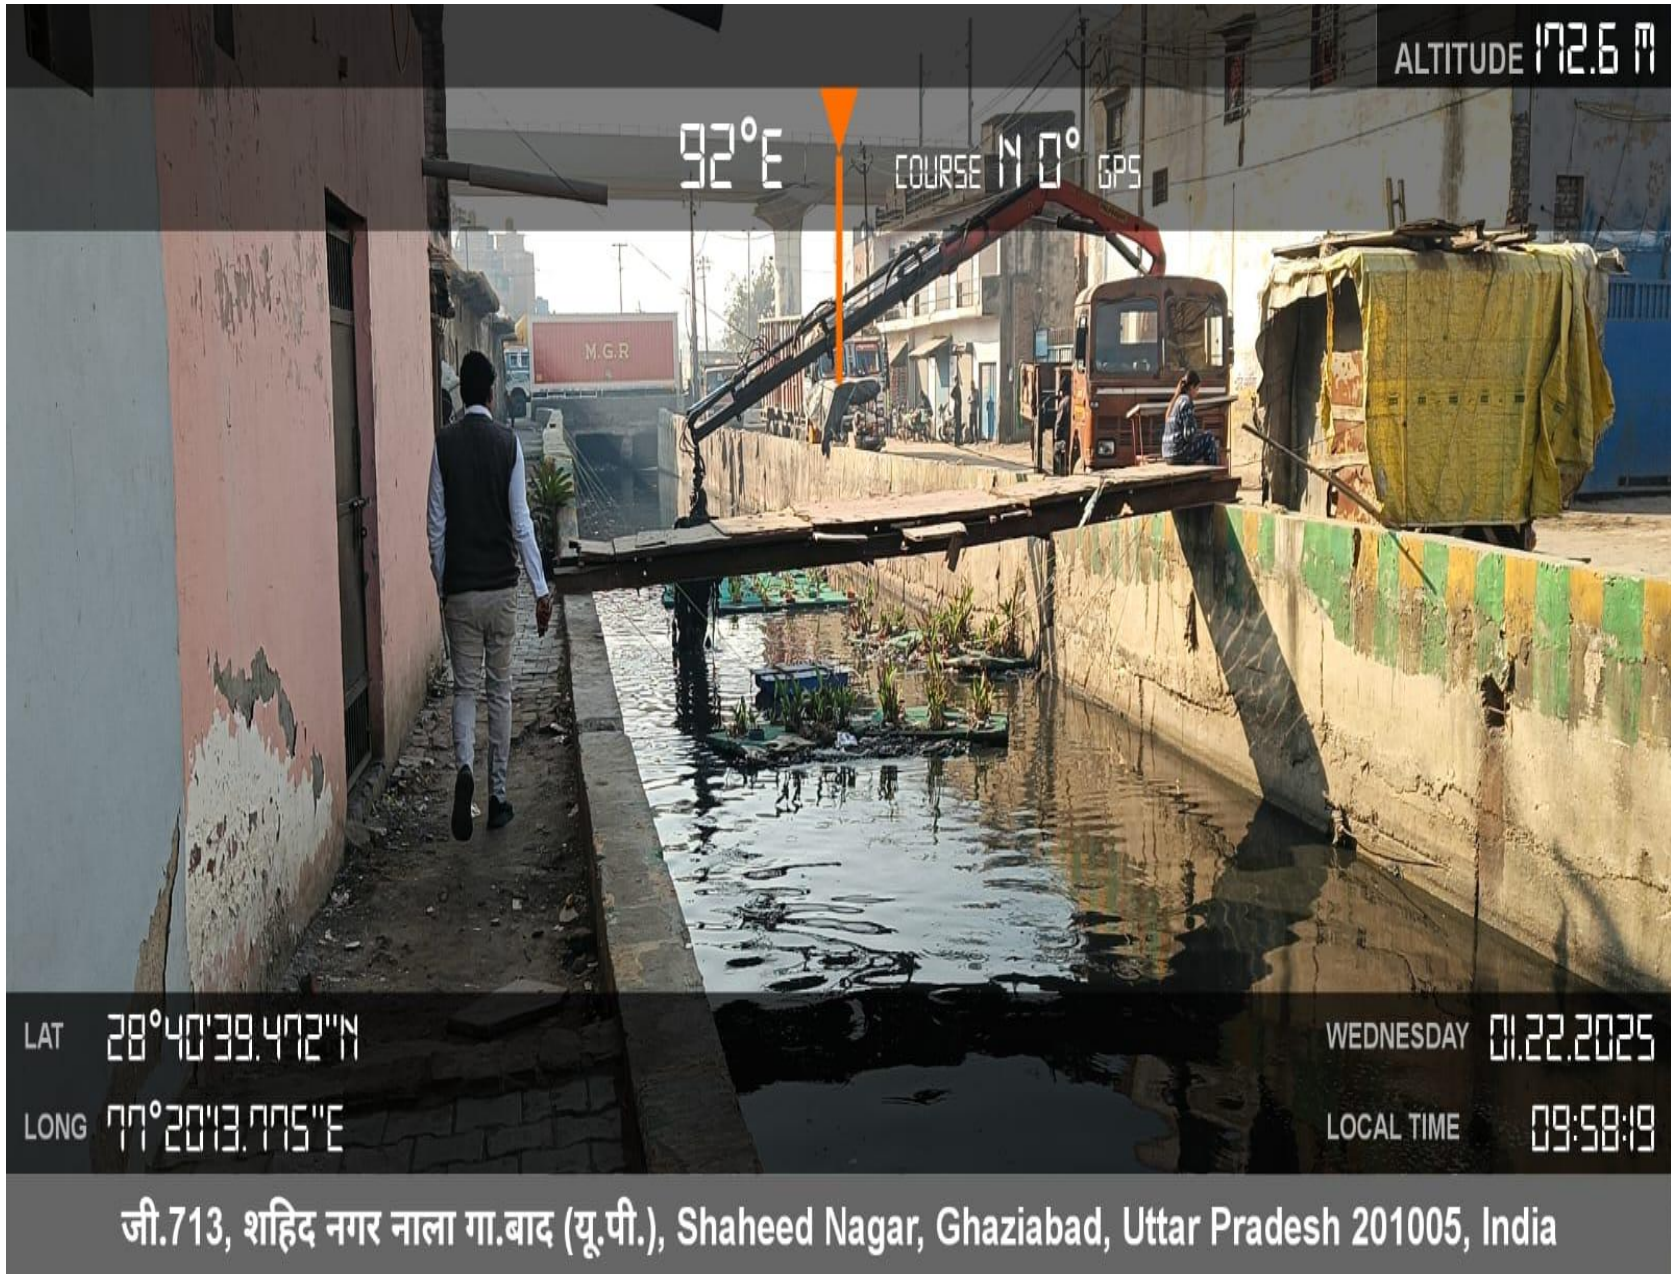 ALTITUDE 172.6 M
92°E COURSE N 0° GPS
M.G.R
LAT 28°40'39.472"N
WEDNESDAY 01.22.2025
LONG 77°20'13.775"E
LOCAL TIME 09:58:19
जी.713, शहिद नगर नाला गा.बाद (यू.पी.), Shaheed Nagar, Ghaziabad, Uttar Pradesh 201005, India